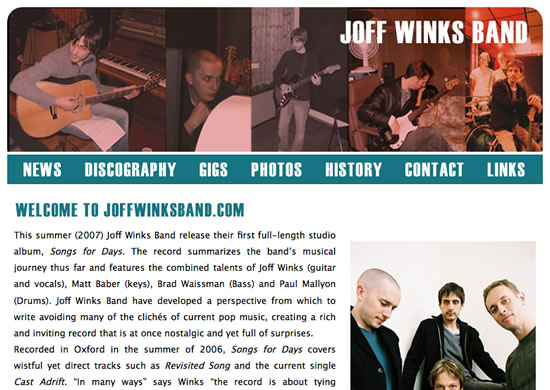 JOFF WINKS BAND
NEWS DISCOGRAPHY GIGS PHOTOS HISTORY CONTACT LINKS
WELCOME TO JOFFWINKSBAND.COM
This summer (2007) Joff Winks Band release their first full-length studio
album, Songs for Days. The record summarizes the band's musical
journey thus far and features the combined talents of Joff Winks (guitar
and vocals), Matt Baber (keys), Brad Waissman (Bass) and Paul Mallyon
(Drums). Joff Winks Band have developed a perspective from which to
write avoiding many of the clichés of current pop music, creating a rich
and inviting record that is at once nostalgic and yet full of surprises.
Recorded in Oxford in the summer of 2006, Songs for Days covers
wistful yet direct tracks such as Revisited Song and the current single
Cast Adrift. "In many ways" says Winks "the record is about tying